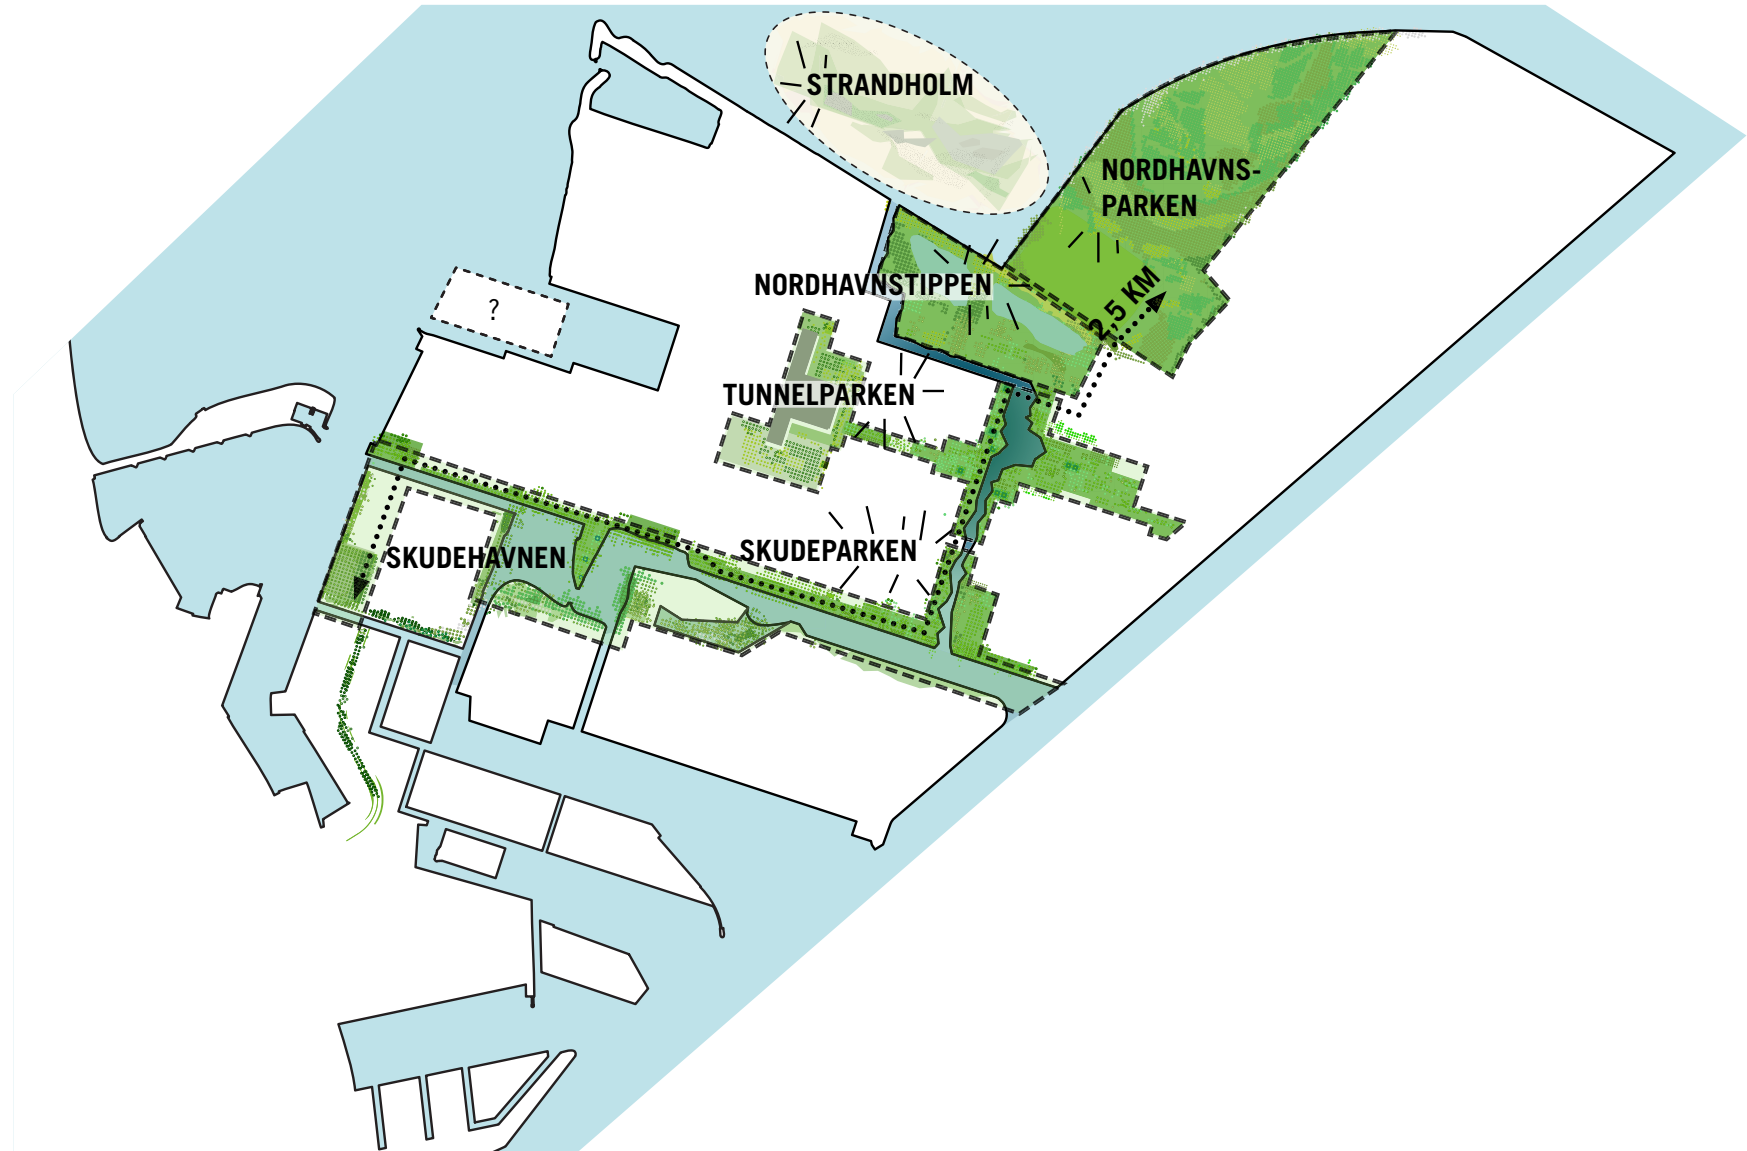 STRANDHOLM
NORDHAVNS-
PARKEN
NORDHAVNSTIPPEN
2,5 KM
?
TUNNELPARKEN
SKUDEHAVNEN
SKUDEPARKEN